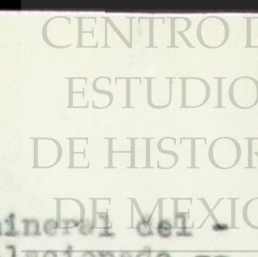 CENTRO D
ESTUDIO
DE HISTOR
DE MEXIC
mineral del -